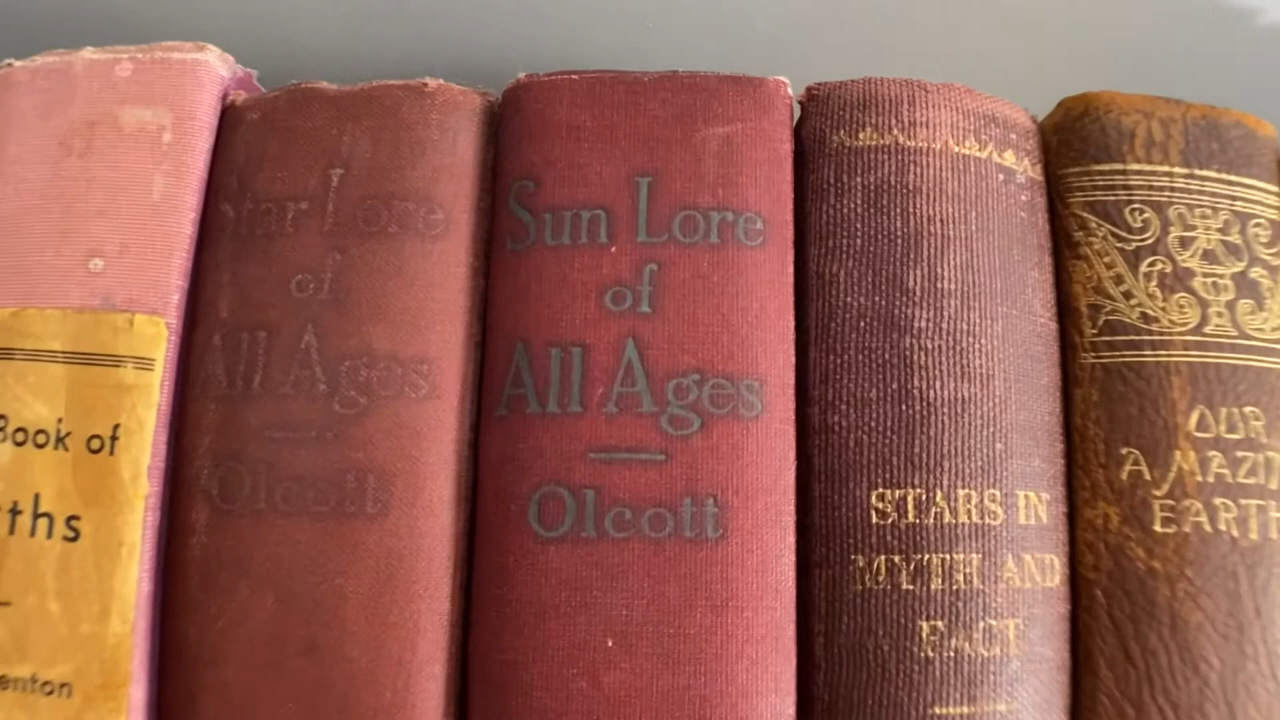 Book of
ths
enton
Star Lore
of
All Ages
Olcott
Sun Lore
of
All Ages
Olcott
STARS IN
MYTH AND
FACT
OUR
AMAZIN
EARTH